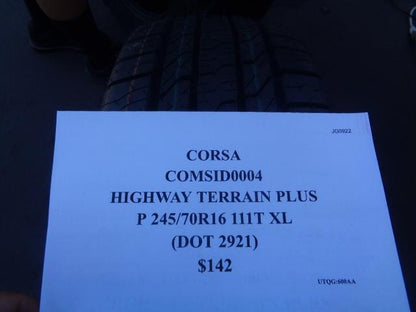 JO0922
CORSA
COMSID0004
HIGHWAY TERRAIN PLUS
P 245/70R16 111T XL
(DOT 2921)
$142
UTQG:600AA